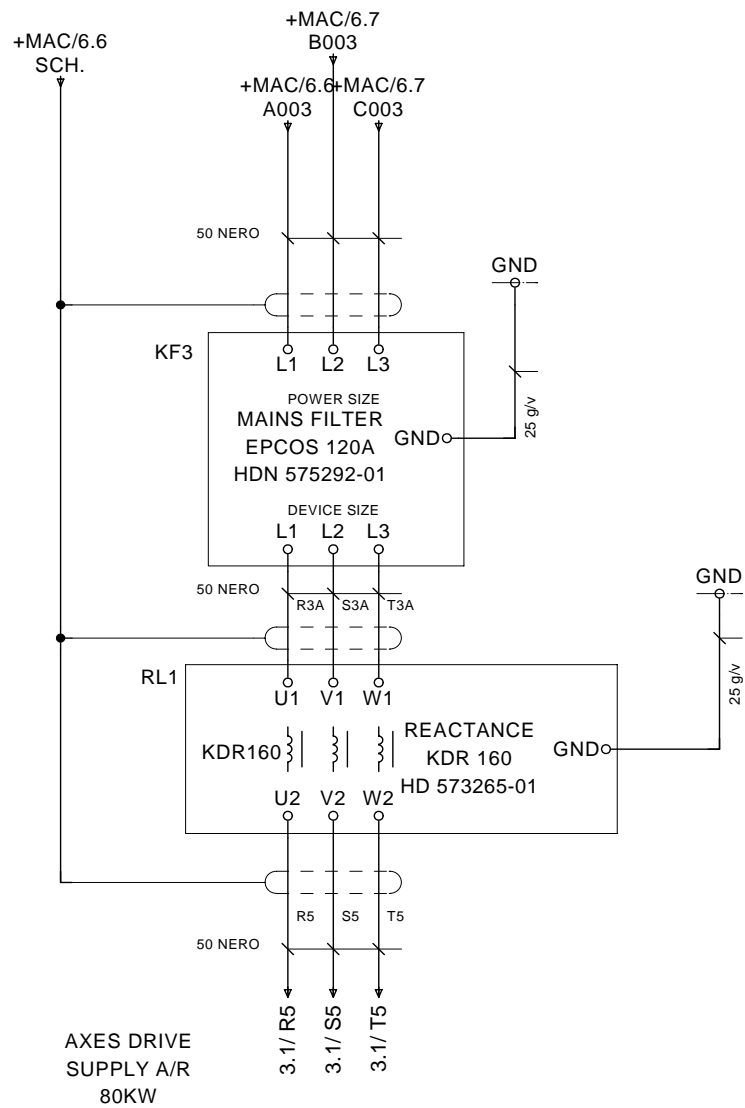 +MAC/6.7
B003
+MAC/6.6
SCH.
+MAC/6.6
A003
+MAC/6.7
C003
50 NERO
GND
25 g/v
KF3
L1 L2 L3
POWER SIZE
MAINS FILTER
EPCOS 120A
HDN 575292-01
GND
DEVICE SIZE
L1 L2 L3
50 NERO
R3A S3A T3A
GND
25 g/v
RL1
U1 V1 W1
KDR160
REACTANCE
KDR 160
HD 573265-01
GND
U2 V2 W2
R5 S5 T5
50 NERO
3.1/ R5
3.1/ S5
3.1/ T5
AXES DRIVE
SUPPLY A/R
80KW